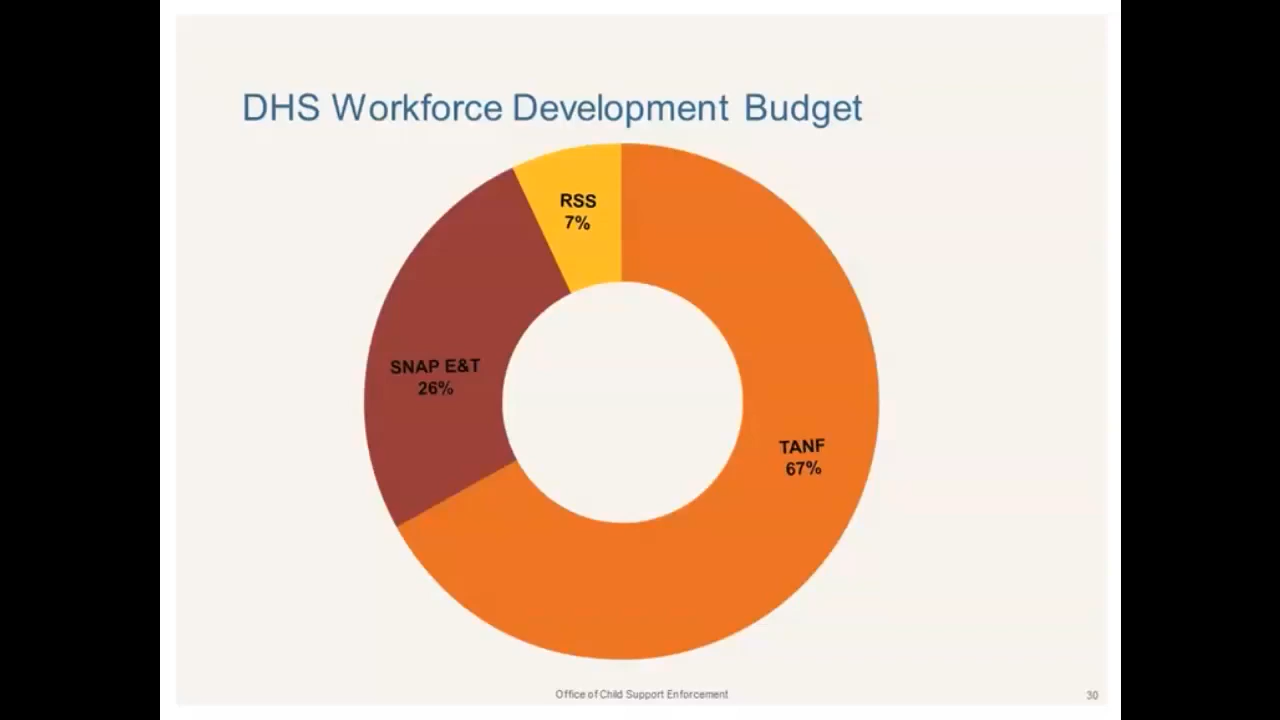 DHS Workforce Development Budget
RSS
7%
SNAP E&T
26%
TANF
67%
Office of Child Support Enforcement
30